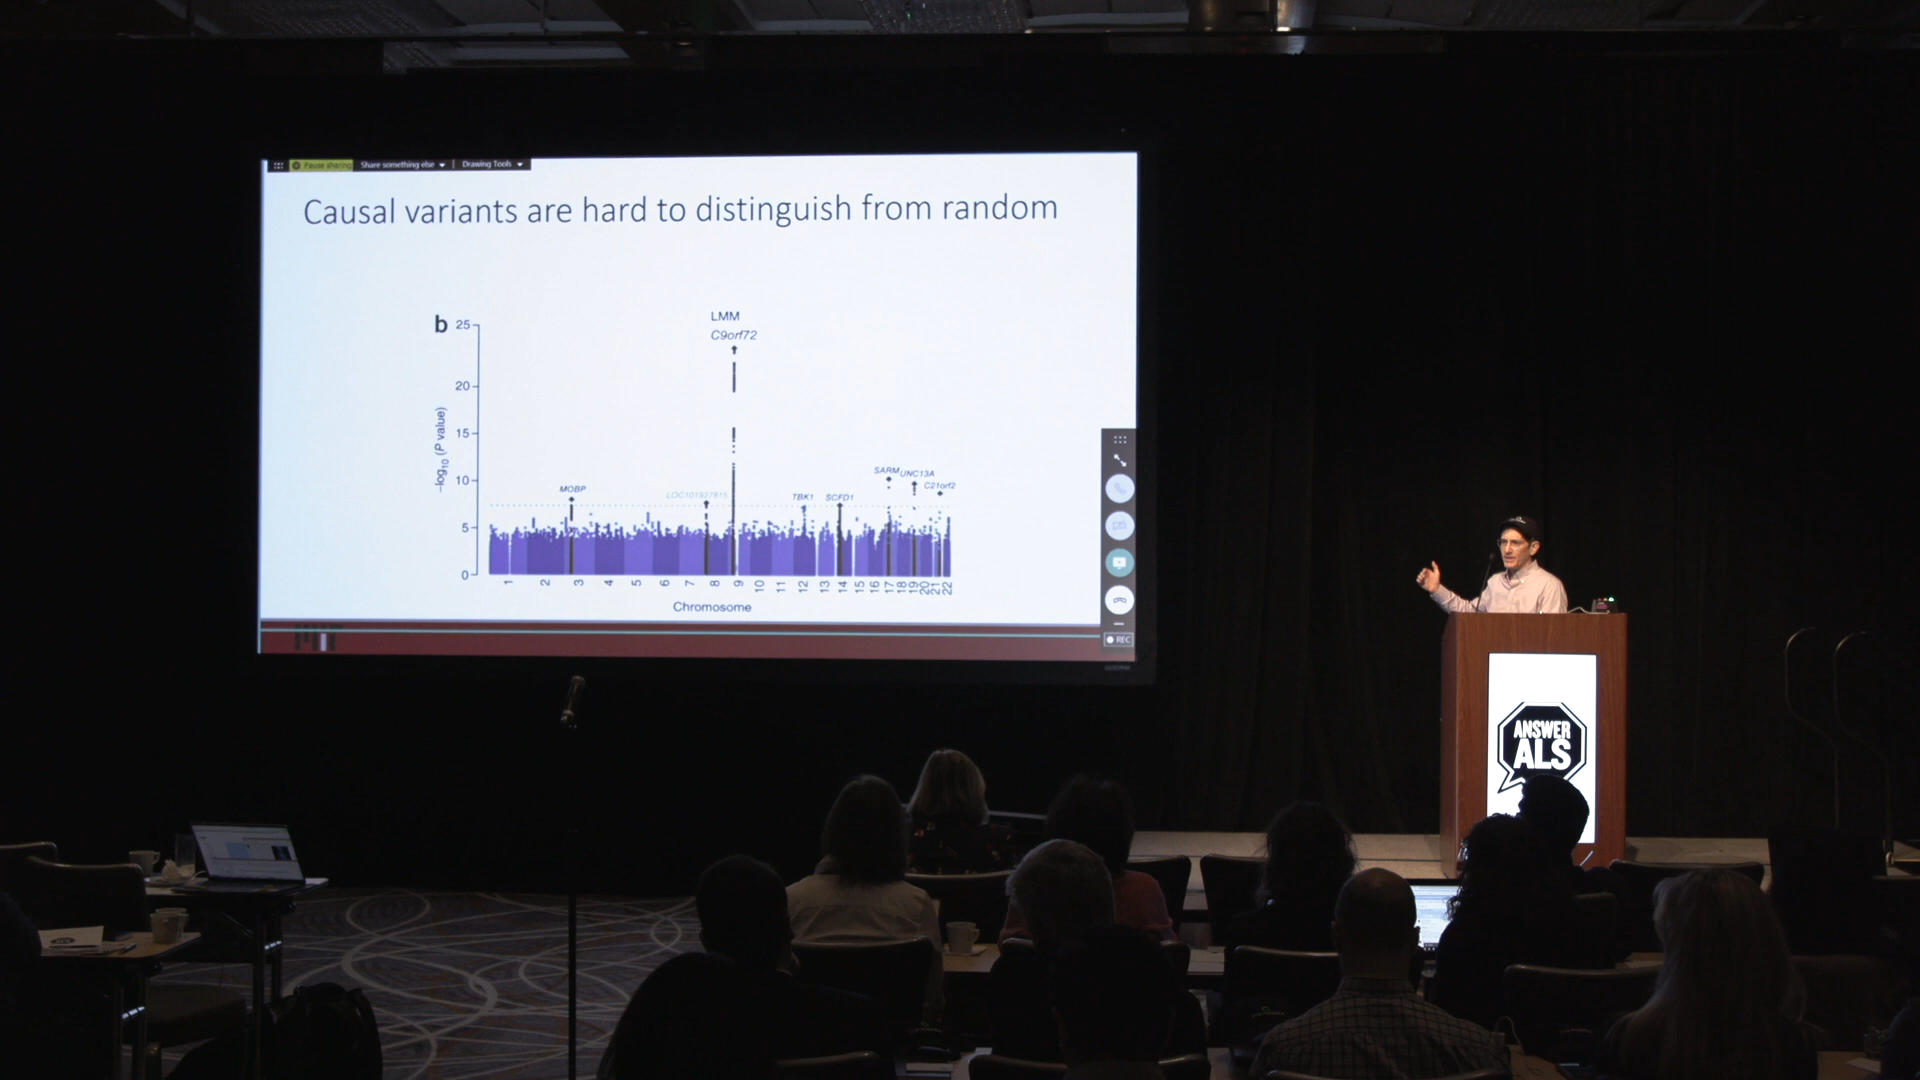 Pause sharing Share something else Drawing Tools
Causal variants are hard to distinguish from random
b
LMM
C9orf72
25
20
15
10
5
0
–log10 (P value)
MOBP
LOC101927815
TBK1
SCFD1
SARM
UNC13A
C21orf2
1 2 3 4 5 6 7 8 9 10 11 12 13 14 15 16 17 18 19 20 21 22
Chromosome
REC
ANSWER
ALS